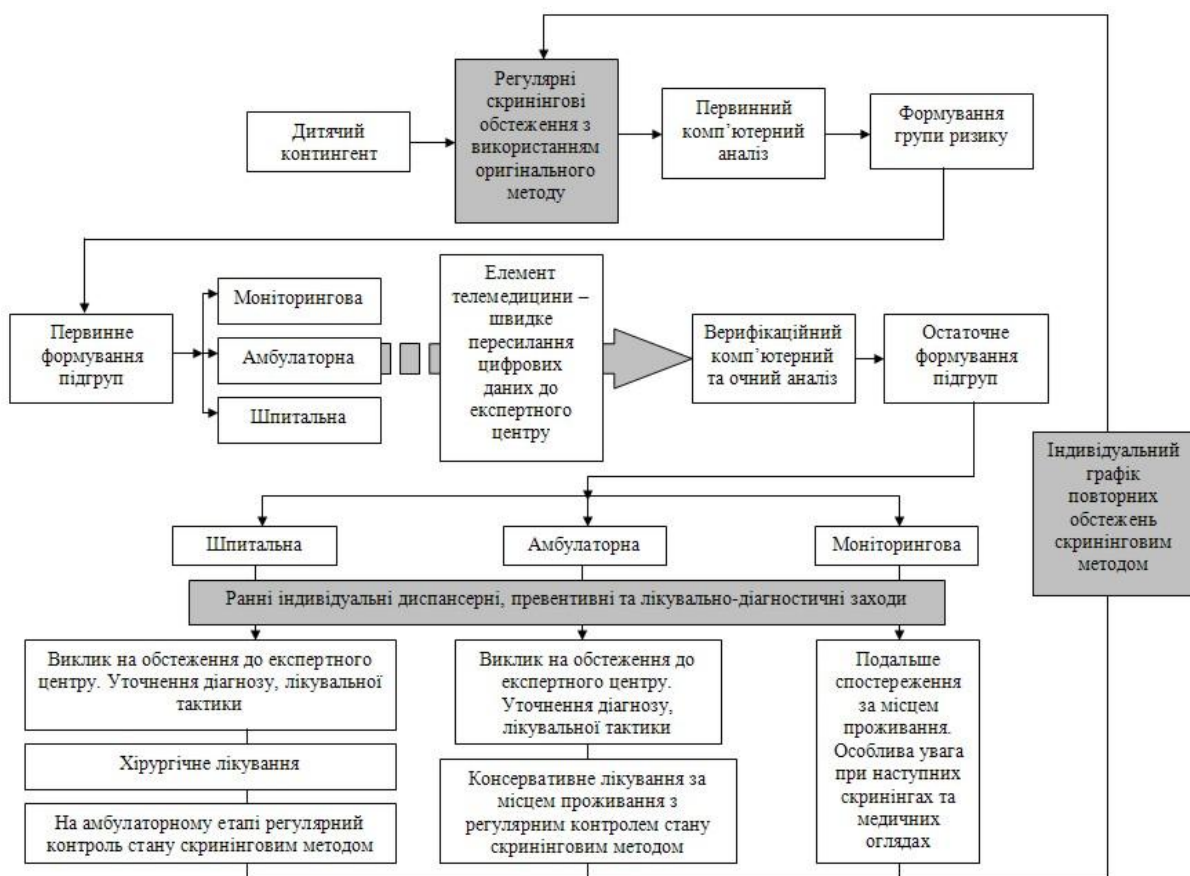 Дитячий
контингент
Регулярні
скринінгові
обстеження з
використанням
оригінального
методу
Первинний
комп’ютерний
аналіз
Формування
групи ризику
Первинне
формування
підгруп
Моніторингова
Амбулаторна
Шпитальна
Елемент
телемедицини –
швидке
пересилання
цифрових
даних до
експертного
центру
Верифікаційний
комп’ютерний
та очний аналіз
Остаточне
формування
підгруп
Індивідуальний
графік
повторних
обстежень
скринінговим
методом
Шпитальна
Амбулаторна
Моніторингова
Ранні індивідуальні диспансерні, превентивні та лікувально-діагностичні заходи
Виклик на обстеження до експертного
центру. Уточнення діагнозу, лікувальної
тактики
Хірургічне лікування
На амбулаторному етапі регулярний
контроль стану скринінговим методом
Виклик на обстеження до
експертного центру.
Уточнення діагнозу,
лікувальної тактики
Консервативне лікування за
місцем проживання з
регулярним контролем стану
скринінговим методом
Подальше
спостереження
за місцем
проживання.
Особлива увага
при наступних
скринінгах та
медичних
оглядах